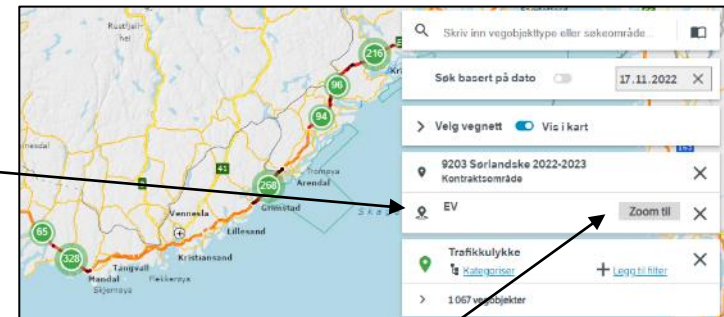 Skriv inn vegobjekttype eller søkeområde...
Søk basert på dato
17.11.2022
Velg vegnett
Vis i kart
9203 Sørlandske 2022-2023
Kontraktsområde
EV
Zoom til
Trafikkulykke
Kategoriser
Legg til filter
1 067 vegobjekter
216
96
94
41
268
65
328
Tromøya
Arendal
Grimstad
Vennesla
Lillesand
Kristiansand
Tangvall
Mandal
Flekkerøya
Skjernøya